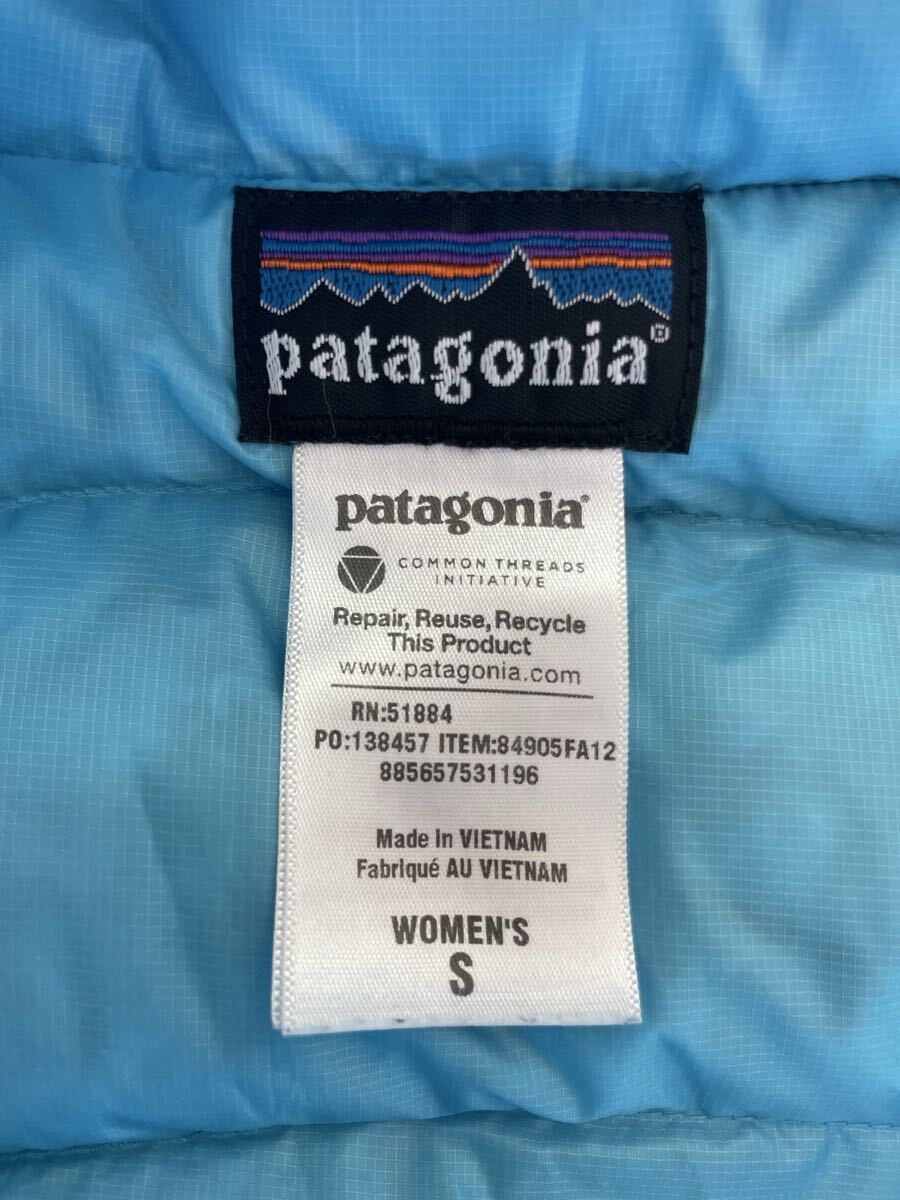 patagonia®
patagonia®
COMMON THREADS
INITIATIVE
Repair, Reuse, Recycle
This Product
www.patagonia.com
RN:51884
PO:138457 ITEM:84905FA12
885657531196
Made in VIETNAM
Fabriqué AU VIETNAM
WOMEN'S
S